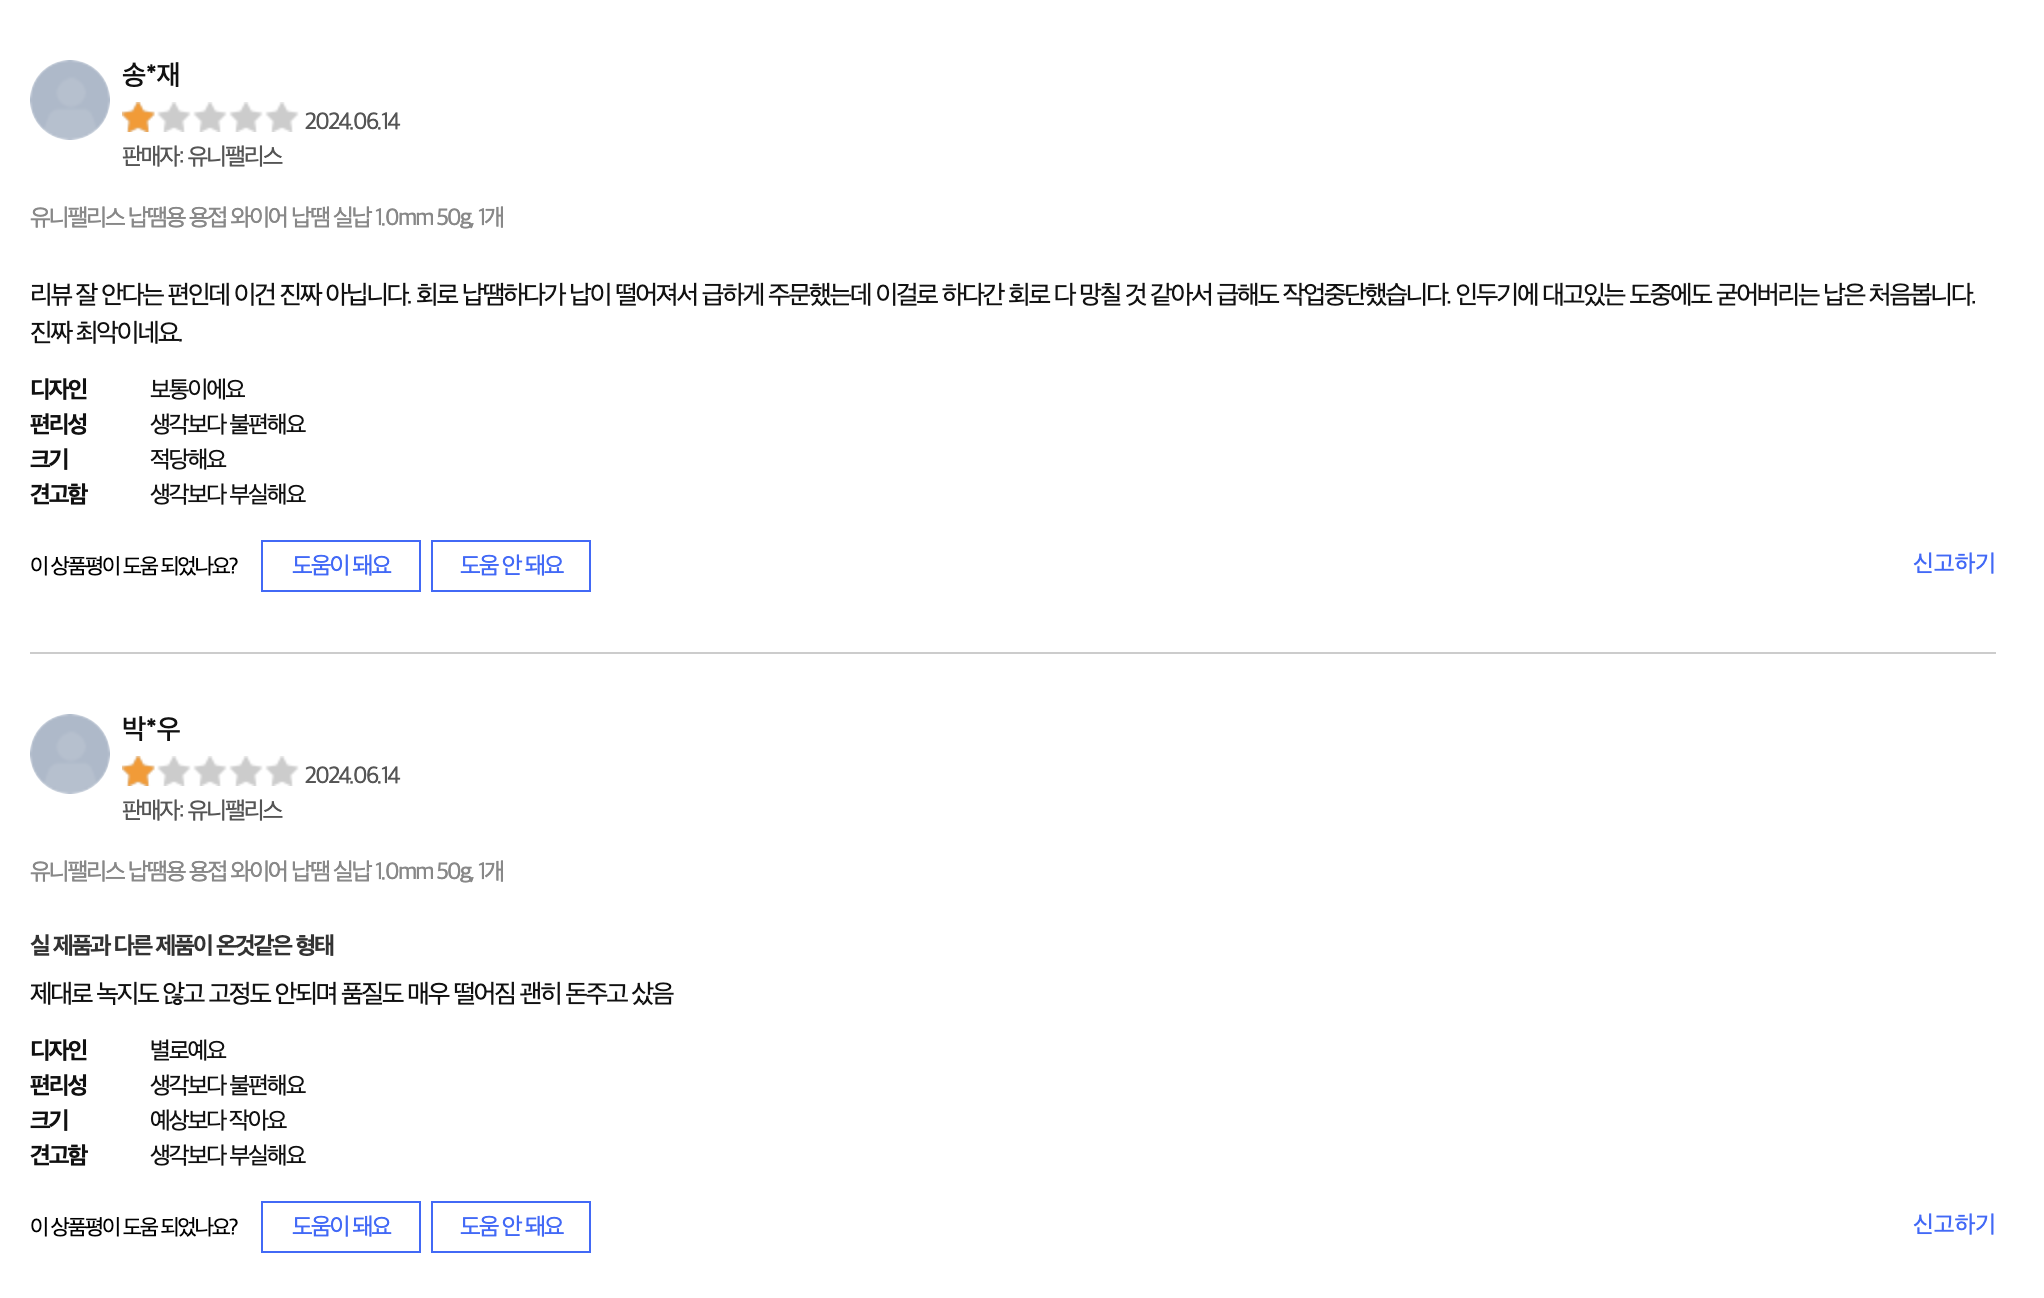 송*재
2024.06.14
판매자: 유니팰리스
유니팰리스 납땜용 용접 와이어 납땜 실납 1.0mm 50g, 1개
리뷰 잘 안다는 편인데 이건 진짜 아닙니다. 회로 납땜하다가 납이 떨어져서 급하게 주문했는데 이걸로 하다간 회로 다 망칠 것 같아서 급해도 작업중단했습니다. 인두기에 대고있는 도중에도 굳어버리는 납은 처음봅니다.
진짜 최악이네요.
디자인 보통이에요
편리성 생각보다 불편해요
크기 적당해요
견고함 생각보다 부실해요
이 상품평이 도움 되었나요? 도움이 돼요 도움 안 돼요 신고하기
박*우
2024.06.14
판매자: 유니팰리스
유니팰리스 납땜용 용접 와이어 납땜 실납 1.0mm 50g, 1개
실 제품과 다른 제품이 온것같은 형태
제대로 녹지도 않고 고정도 안되며 품질도 매우 떨어짐 괜히 돈주고 샀음
디자인 별로예요
편리성 생각보다 불편해요
크기 예상보다 작아요
견고함 생각보다 부실해요
이 상품평이 도움 되었나요? 도움이 돼요 도움 안 돼요 신고하기